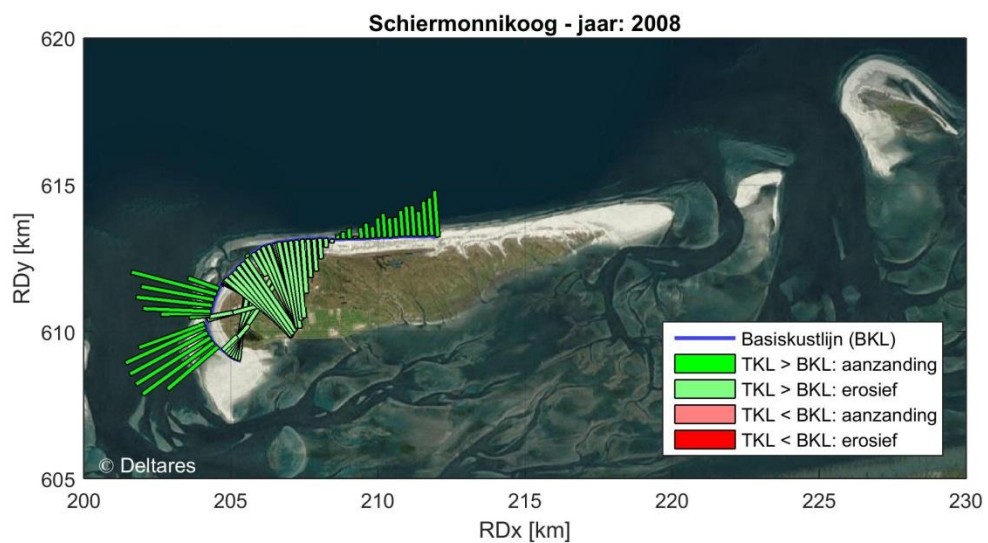 Schiermonnikoog - jaar: 2008
620
615
610
605
RDy [km]
200
205
210
215
220
225
230
RDx [km]
Basiskustlijn (BKL)
TKL > BKL: aanzanding
TKL > BKL: erosief
TKL < BKL: aanzanding
TKL < BKL: erosief
© Deltares